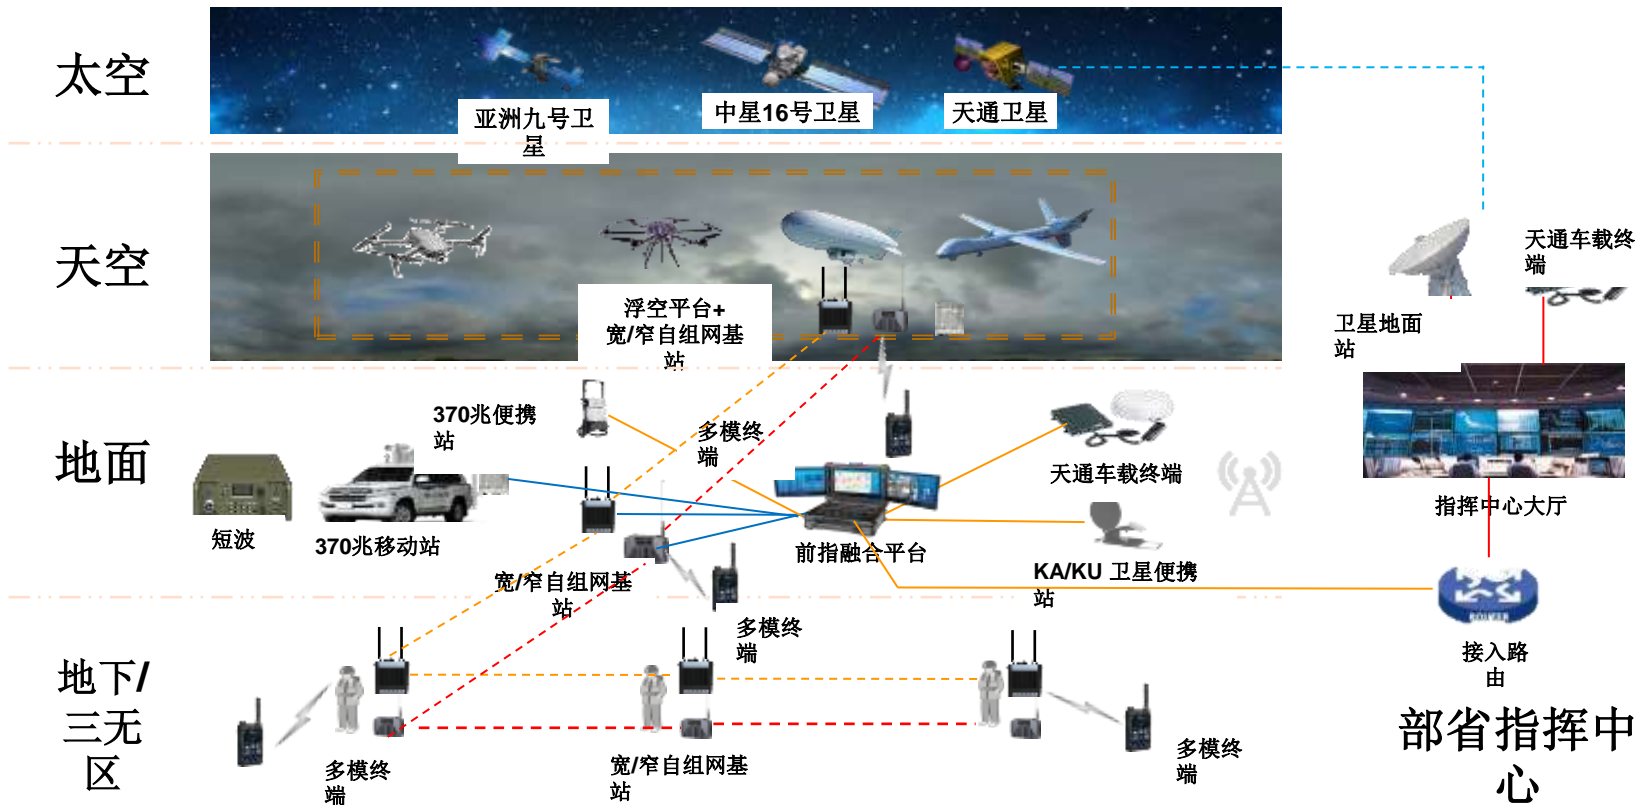 太空
亚洲九号卫
星
中星16号卫星
天通卫星
天空
浮空平台+
宽/窄自组网基
站
天通车载终
端
卫星地面
站
地面
370兆便携
站
多模终
端
天通车载终端
短波
370兆移动站
前指融合平台
指挥中心大厅
宽/窄自组网基
站
KA/KU 卫星便携
站
多模终
端
接入路
由
地下/
三无
区
多模终
端
宽/窄自组网基
站
多模终
端
部省指挥中
心